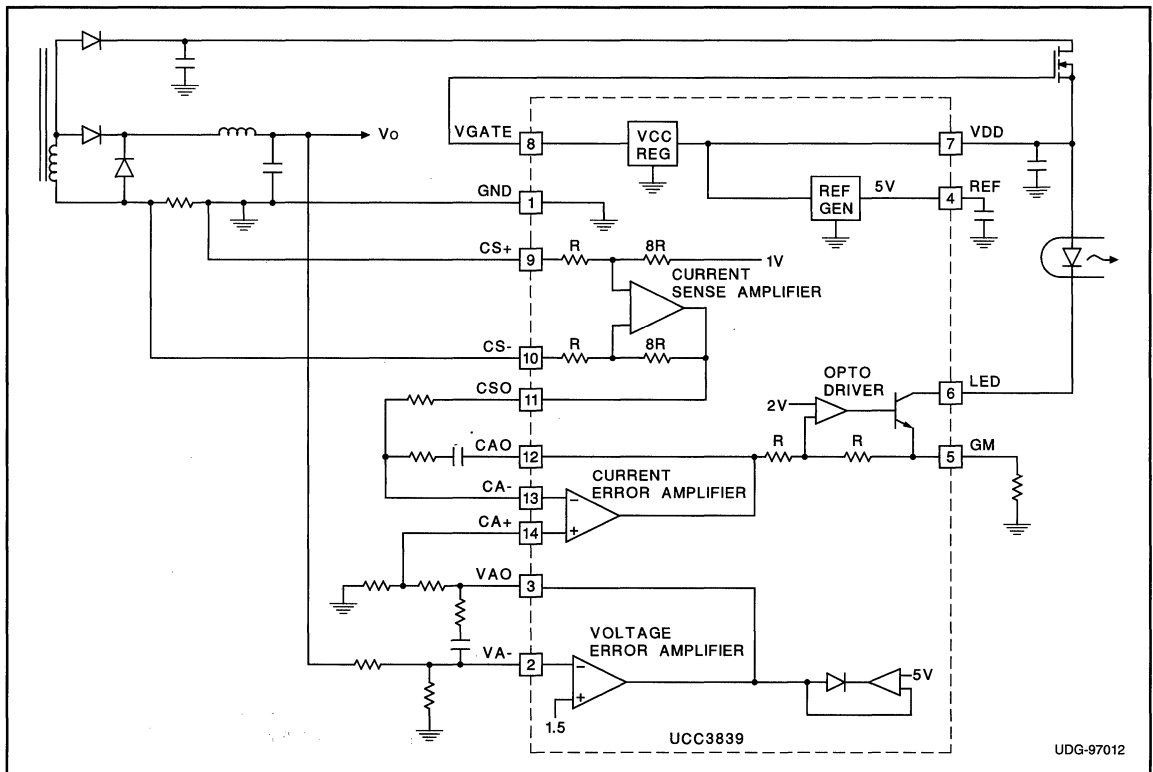 Vo
VGATE
8
VCC
REG
7
VDD
GND
1
REF
GEN
5V
4
REF
CS+
9
R
8R
1V
CURRENT
SENSE AMPLIFIER
CS-
10
R
8R
CSO
11
OPTO
DRIVER
2V
6
LED
CAO
12
R
R
5
GM
CURRENT
ERROR AMPLIFIER
CA-
13
-
CA+
14
+
VAO
3
VOLTAGE
ERROR AMPLIFIER
VA-
2
-
+
1.5
5V
UCC3839
UDG-97012